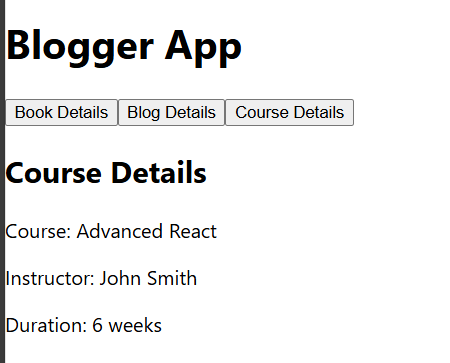 Blogger App
Book Details Blog Details Course Details
Course Details
Course: Advanced React
Instructor: John Smith
Duration: 6 weeks